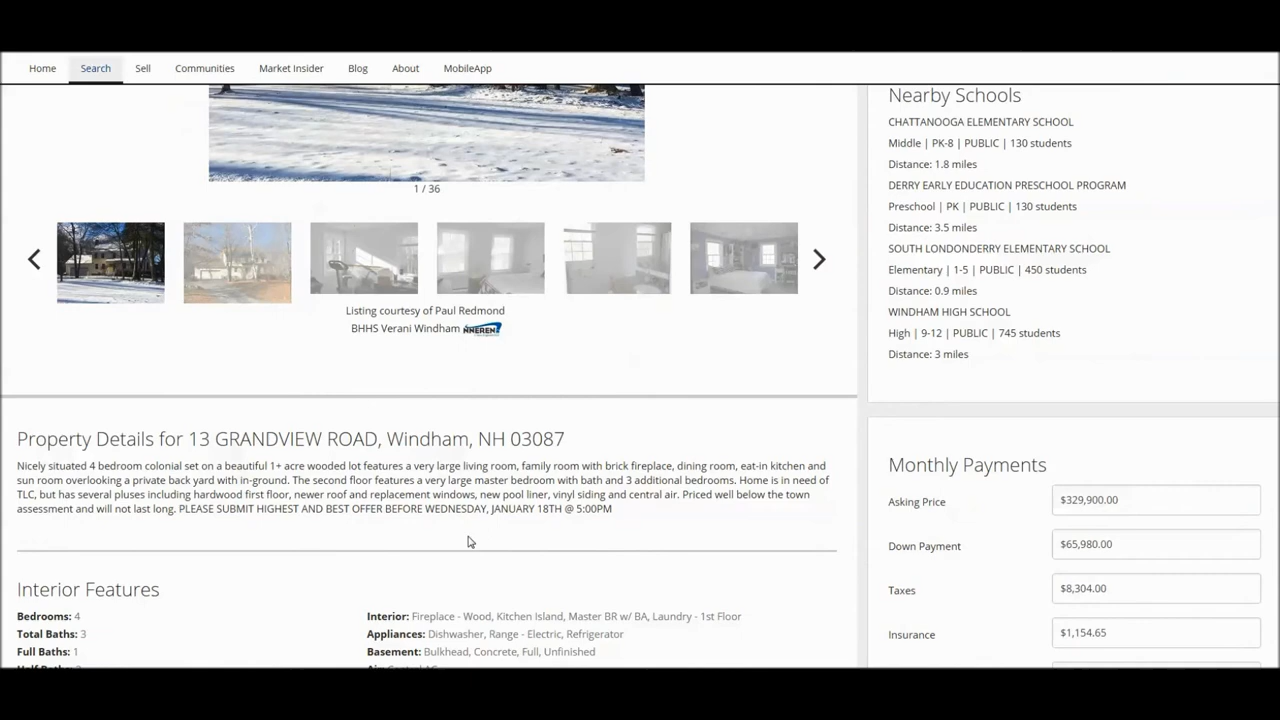 Home Search Sell Communities Market Insider Blog About MobileApp
1 / 36
Listing courtesy of Paul Redmond
BHHS Verani Windham NNEREN
Property Details for 13 GRANDVIEW ROAD, Windham, NH 03087
Nicely situated 4 bedroom colonial set on a beautiful 1+ acre wooded lot features a very large living room, family room with brick fireplace, dining room, eat-in kitchen and
sun room overlooking a private back yard with in-ground. The second floor features a very large master bedroom with bath and 3 additional bedrooms. Home is in need of
TLC, but has several pluses including hardwood first floor, newer roof and replacement windows, new pool liner, vinyl siding and central air. Priced well below the town
assessment and will not last long. PLEASE SUBMIT HIGHEST AND BEST OFFER BEFORE WEDNESDAY, JANUARY 18TH @ 5:00PM
Interior Features
Bedrooms: 4
Total Baths: 3
Full Baths: 1
Interior: Fireplace - Wood, Kitchen Island, Master BR w/ BA, Laundry - 1st Floor
Appliances: Dishwasher, Range - Electric, Refrigerator
Basement: Bulkhead, Concrete, Full, Unfinished
Nearby Schools
CHATTANOOGA ELEMENTARY SCHOOL
Middle | PK-8 | PUBLIC | 130 students
Distance: 1.8 miles
DERRY EARLY EDUCATION PRESCHOOL PROGRAM
Preschool | PK | PUBLIC | 130 students
Distance: 3.5 miles
SOUTH LONDONDERRY ELEMENTARY SCHOOL
Elementary | 1-5 | PUBLIC | 450 students
Distance: 0.9 miles
WINDHAM HIGH SCHOOL
High | 9-12 | PUBLIC | 745 students
Distance: 3 miles
Monthly Payments
Asking Price $329,900.00
Down Payment $65,980.00
Taxes $8,304.00
Insurance $1,154.65